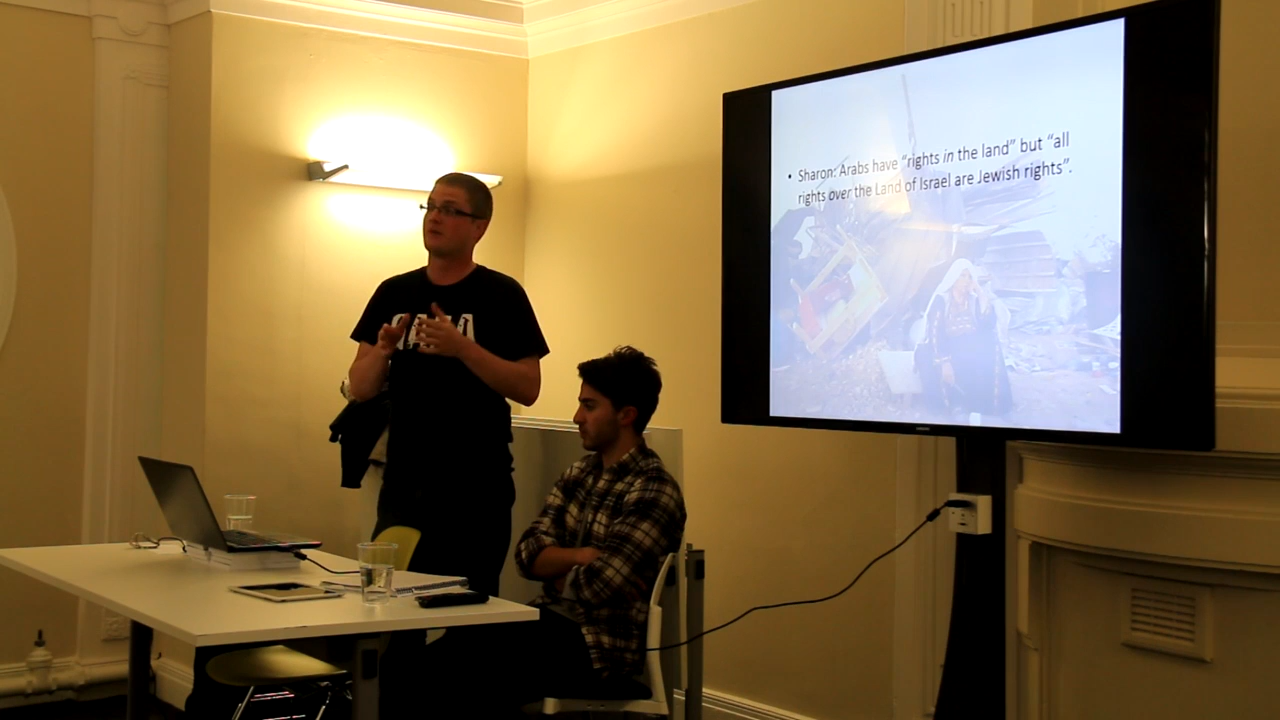 • Sharon: Arabs have “rights in the land” but “all
rights over the Land of Israel are Jewish rights”.